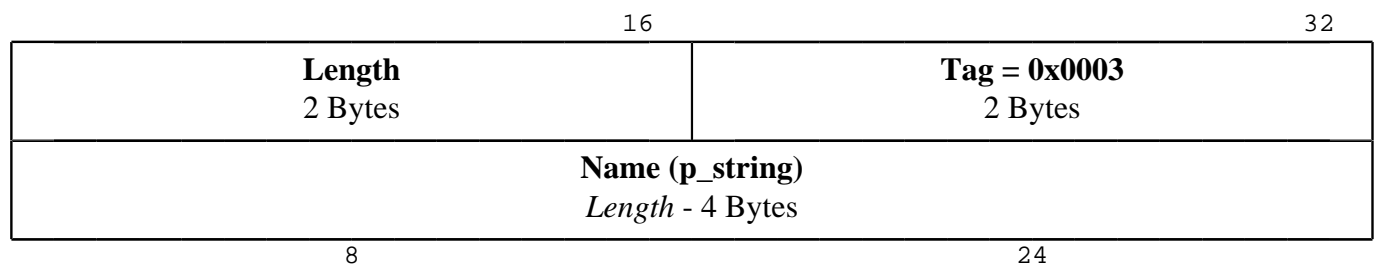 16 32
Length Tag = 0x0003
2 Bytes 2 Bytes
Name (p_string)
Length - 4 Bytes
8 24